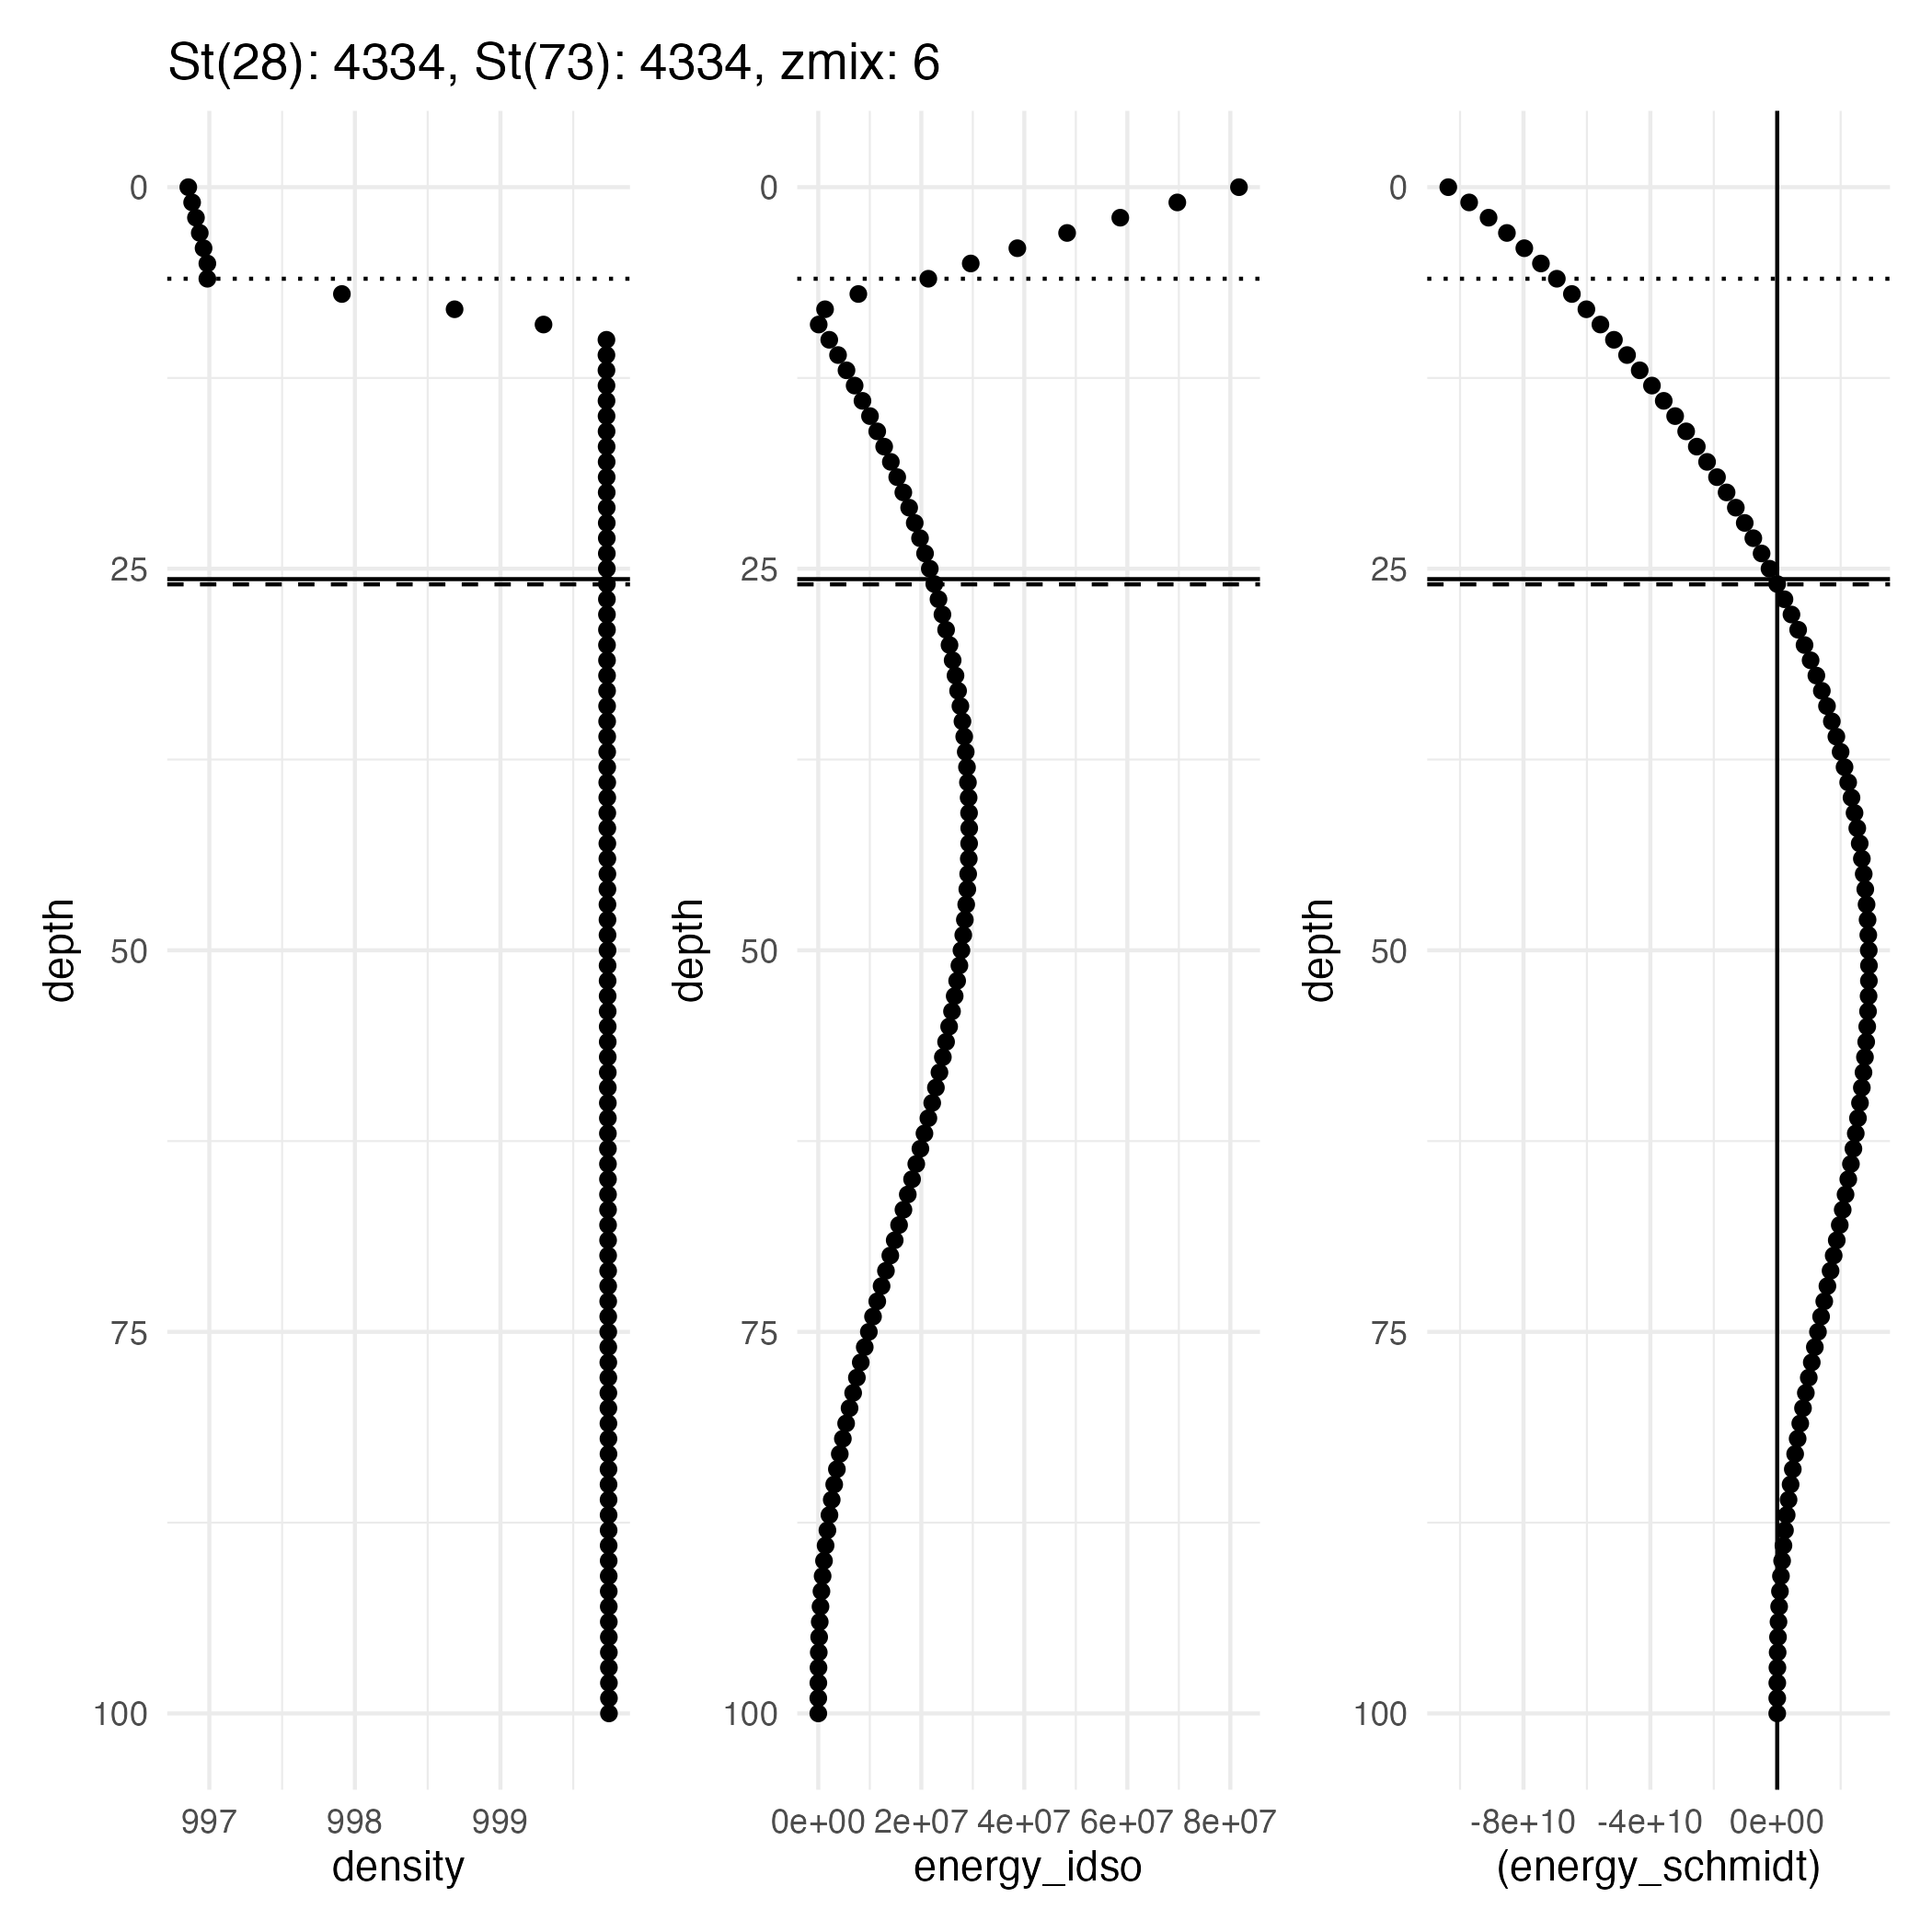 St(28): 4334, St(73): 4334, zmix: 6
0
25
50
75
100
depth
997 998 999
density
0
25
50
75
100
depth
0e+00 2e+07 4e+07 6e+07 8e+07
energy_idso
0
25
50
75
100
depth
-8e+10 -4e+10 0e+00
(energy_schmidt)